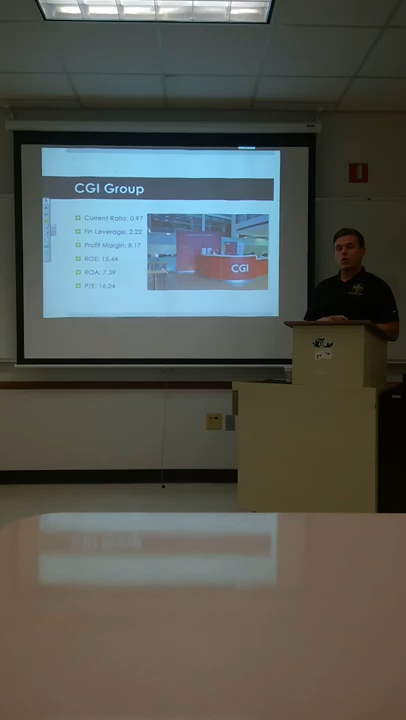 CGI Group
Current Ratio: 0.97
Fin Leverage: 2.22
Profit Margin: 8.17
ROE: 15.44
ROA: 7.39
P/E: 16.04
CGI